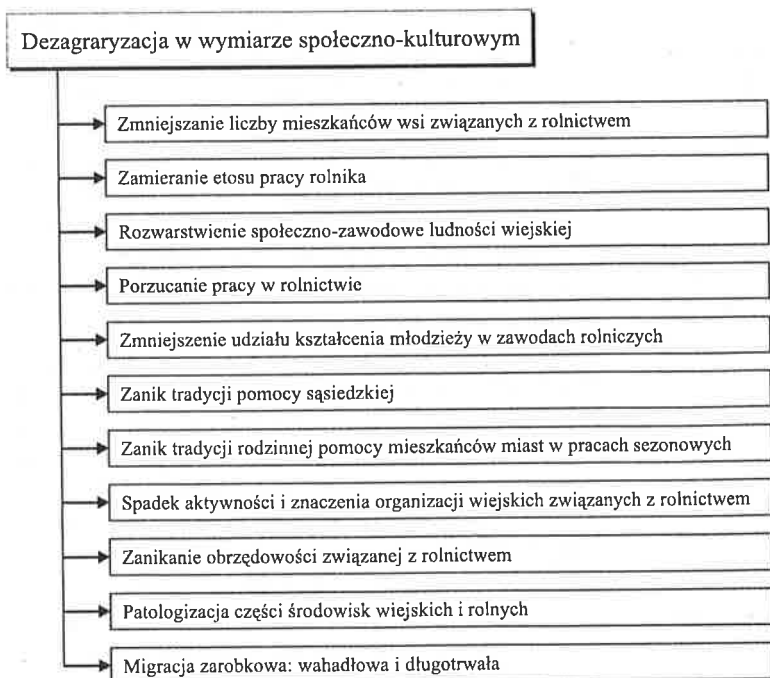 Dezagraryzacja w wymiarze społeczno-kulturowym
Zmniejszanie liczby mieszkańców wsi związanych z rolnictwem
Zamieranie etosu pracy rolnika
Rozwarstwienie społeczno-zawodowe ludności wiejskiej
Porzucanie pracy w rolnictwie
Zmniejszenie udziału kształcenia młodzieży w zawodach rolniczych
Zanik tradycji pomocy sąsiedzkiej
Zanik tradycji rodzinnej pomocy mieszkańców miast w pracach sezonowych
Spadek aktywności i znaczenia organizacji wiejskich związanych z rolnictwem
Zanikanie obrzędowości związanej z rolnictwem
Patologizacja części środowisk wiejskich i rolnych
Migracja zarobkowa: wahadłowa i długotrwała